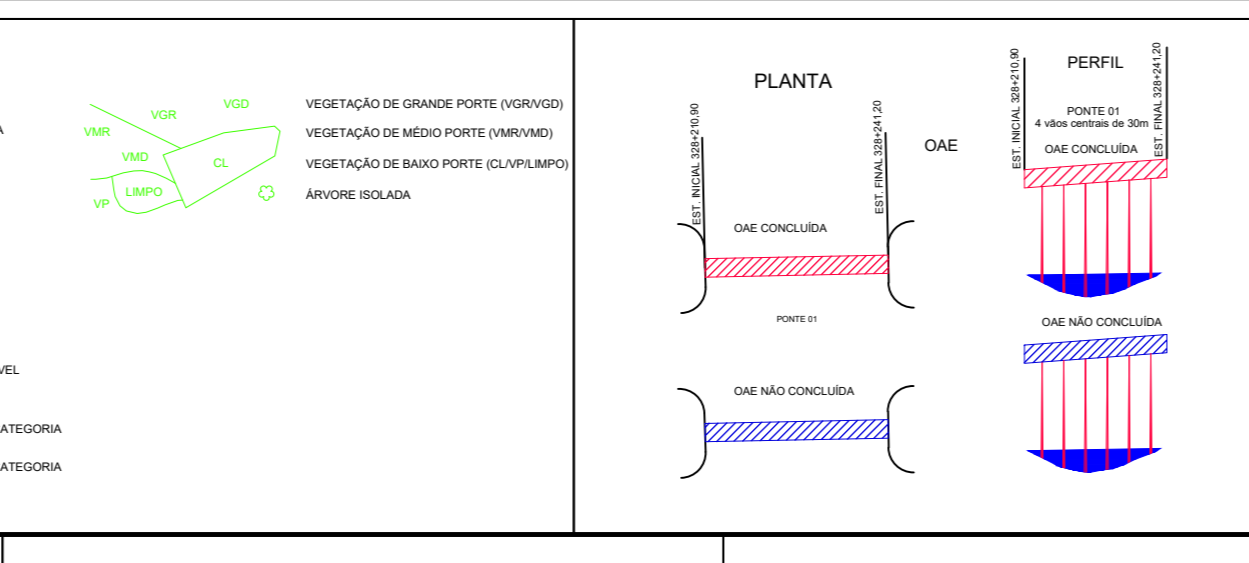 A
VGR
VGD
VMR
VMD
CL
LIMPO
VP
VEGETAÇÃO DE GRANDE PORTE (VGR/VGD)
VEGETAÇÃO DE MÉDIO PORTE (VMR/VMD)
VEGETAÇÃO DE BAIXO PORTE (CL/VP/LIMPO)
ÁRVORE ISOLADA
VEL
ATEGORIA
ATEGORIA
PLANTA
EST. INICIAL 328+210,90
EST. FINAL 328+241,20
OAE CONCLUÍDA
PONTE 01
OAE NÃO CONCLUÍDA
OAE
PERFIL
EST. INICIAL 328+210,90
EST. FINAL 328+241,20
PONTE 01
4 vãos centrais de 30m
OAE CONCLUÍDA
OAE NÃO CONCLUÍDA